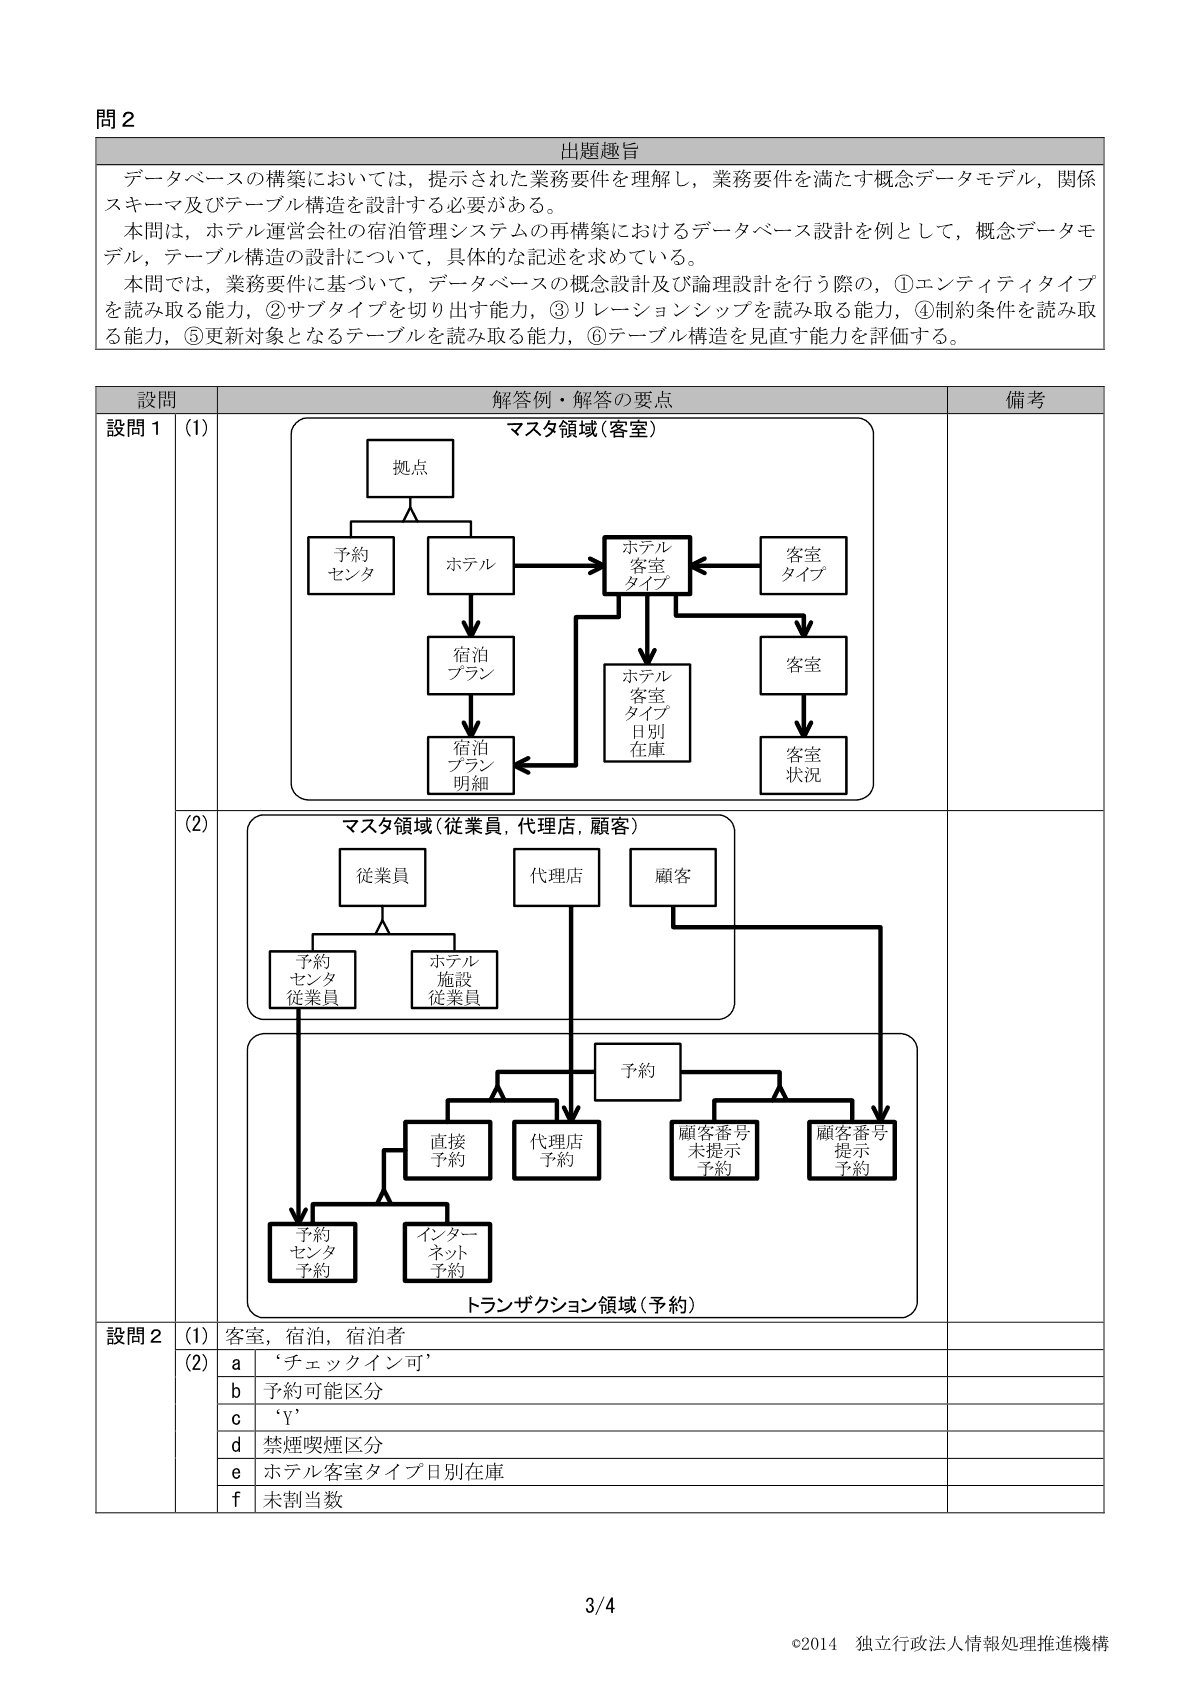 問２
出題趣旨
データベースの構築においては，提示された業務要件を理解し，業務要件を満たす概念データモデル，関係
スキーマ及びテーブル構造を設計する必要がある。
本問は，ホテル運営会社の宿泊管理システムの再構築におけるデータベース設計を例として，概念データモ
デル，テーブル構造の設計について，具体的な記述を求めている。
本問では，業務要件に基づいて，データベースの概念設計及び論理設計を行う際の，①エンティティタイプ
を読み取る能力，②サブタイプを切り出す能力，③リレーションシップを読み取る能力，④制約条件を読み取
る能力，⑤更新対象となるテーブルを読み取る能力，⑥テーブル構造を見直す能力を評価する。
設問 解答例・解答の要点 備考
設問１ (1)
マスタ領域（客室）
拠点
予約
センタ
ホテル
ホテル
客室
タイプ
客室
タイプ
宿泊
プラン
ホテル
客室
タイプ
日別
在庫
客室
宿泊
プラン
明細
客室
状況
(2)
マスタ領域（従業員，代理店，顧客）
従業員
代理店
顧客
予約
センタ
従業員
ホテル
施設
従業員
予約
直接
予約
代理店
予約
顧客番号
未提示
予約
顧客番号
提示
予約
予約
センタ
予約
インター
ネット
予約
トランザクション領域（予約）
設問２ (1) 客室，宿泊，宿泊者
(2) a ‘チェックイン可’
b 予約可能区分
c ‘Y’
d 禁煙喫煙区分
e ホテル客室タイプ日別在庫
f 未割当数
3/4
©2014 独立行政法人情報処理推進機構